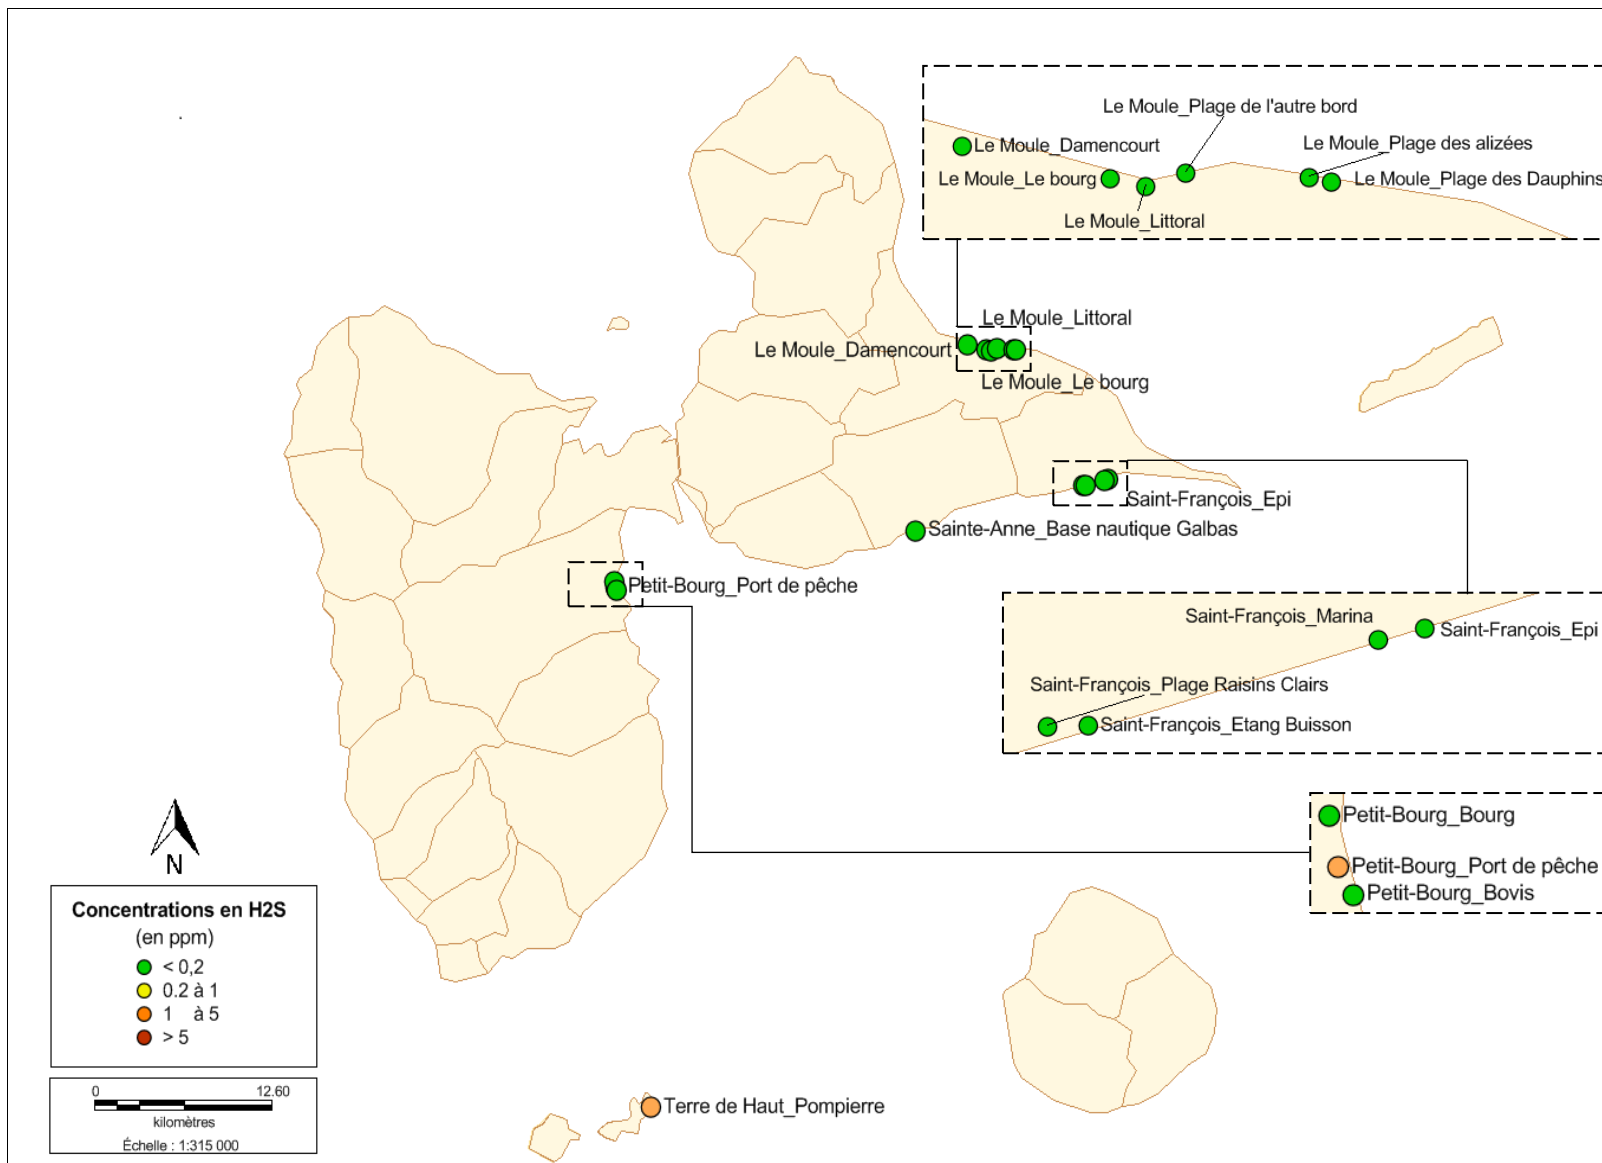 Le Moule_Plage de l'autre bord
Le Moule_Damencourt
Le Moule_Plage des alizées
Le Moule_Le bourg
Le Moule_Plage des Dauphins
Le Moule_Littoral
Le Moule_Littoral
Le Moule_Damencourt
Le Moule_Le bourg
Saint-François_Epi
Sainte-Anne_Base nautique Galbas
Petit-Bourg_Port de pêche
Saint-François_Marina
Saint-François_Epi
Saint-François_Plage Raisins Clairs
Saint-François_Etang Buisson
Petit-Bourg_Bourg
Petit-Bourg_Port de pêche
Petit-Bourg_Bovis
N
Concentrations en H2S
(en ppm)
< 0,2
0.2 à 1
1 à 5
> 5
0 12.60
kilomètres
Échelle : 1:315 000
Terre de Haut_Pompierre